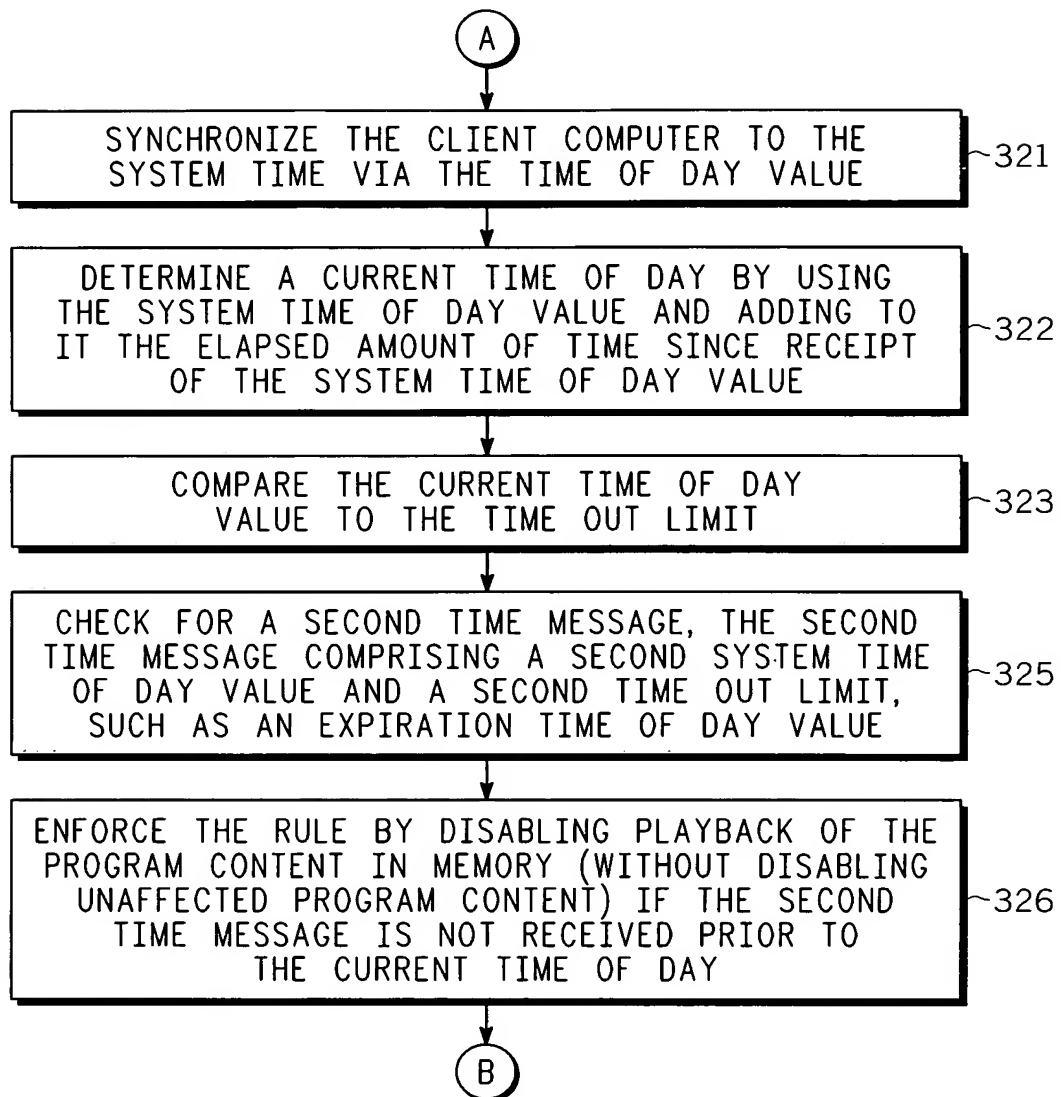 A
SYNCHRONIZE THE CLIENT COMPUTER TO THE
SYSTEM TIME VIA THE TIME OF DAY VALUE
321
DETERMINE A CURRENT TIME OF DAY BY USING
THE SYSTEM TIME OF DAY VALUE AND ADDING TO
IT THE ELAPSED AMOUNT OF TIME SINCE RECEIPT
OF THE SYSTEM TIME OF DAY VALUE
322
COMPARE THE CURRENT TIME OF DAY
VALUE TO THE TIME OUT LIMIT
323
CHECK FOR A SECOND TIME MESSAGE, THE SECOND
TIME MESSAGE COMPRISING A SECOND SYSTEM TIME
OF DAY VALUE AND A SECOND TIME OUT LIMIT,
SUCH AS AN EXPIRATION TIME OF DAY VALUE
325
ENFORCE THE RULE BY DISABLING PLAYBACK OF THE
PROGRAM CONTENT IN MEMORY (WITHOUT DISABLING
UNAFFECTED PROGRAM CONTENT) IF THE SECOND
TIME MESSAGE IS NOT RECEIVED PRIOR TO
THE CURRENT TIME OF DAY
326
B